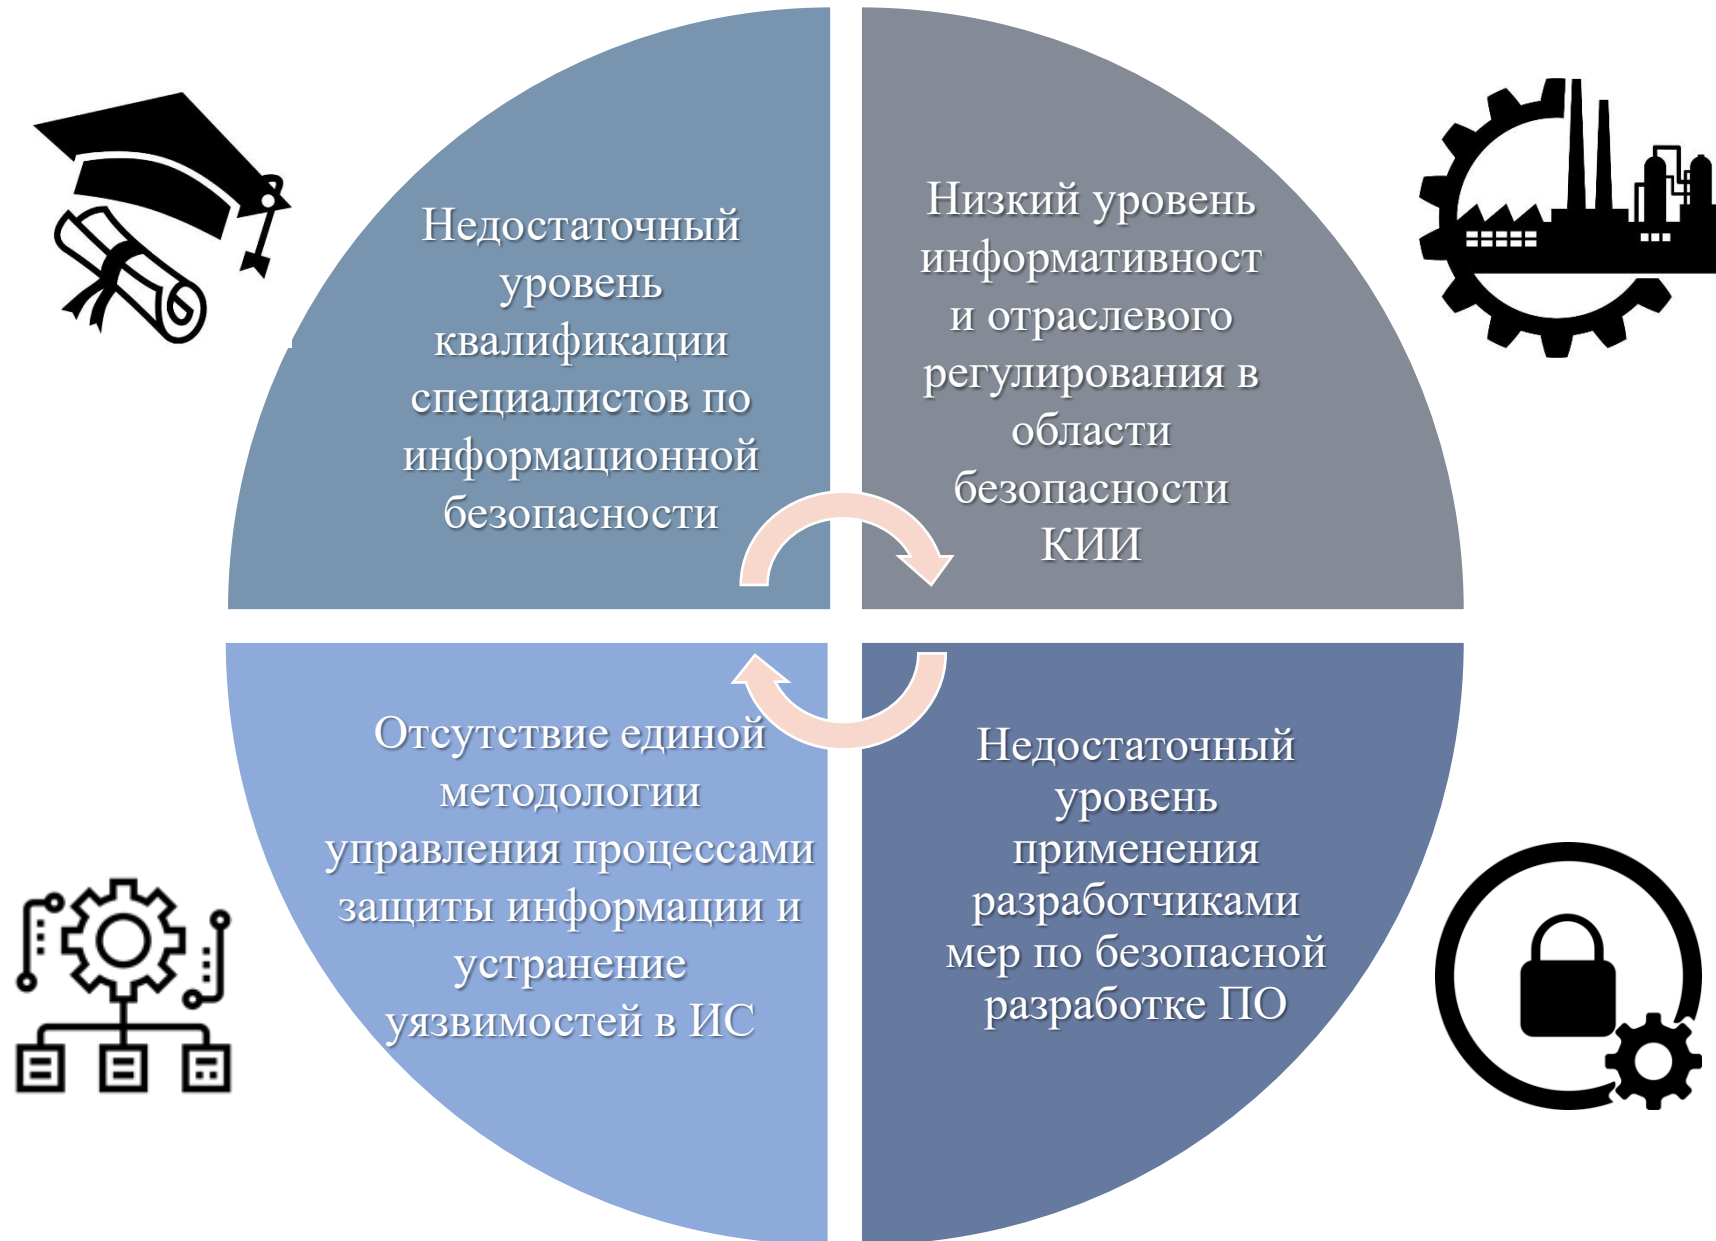 Недостаточный
уровень
квалификации
специалистов по
информационной
безопасности
Низкий уровень
информативност
и отраслевого
регулирования в
области
безопасности
КИИ
Отсутствие единой
методологии
управления процессами
защиты информации и
устранение
уязвимостей в ИС
Недостаточный
уровень
применения
разработчиками
мер по безопасной
разработке ПО